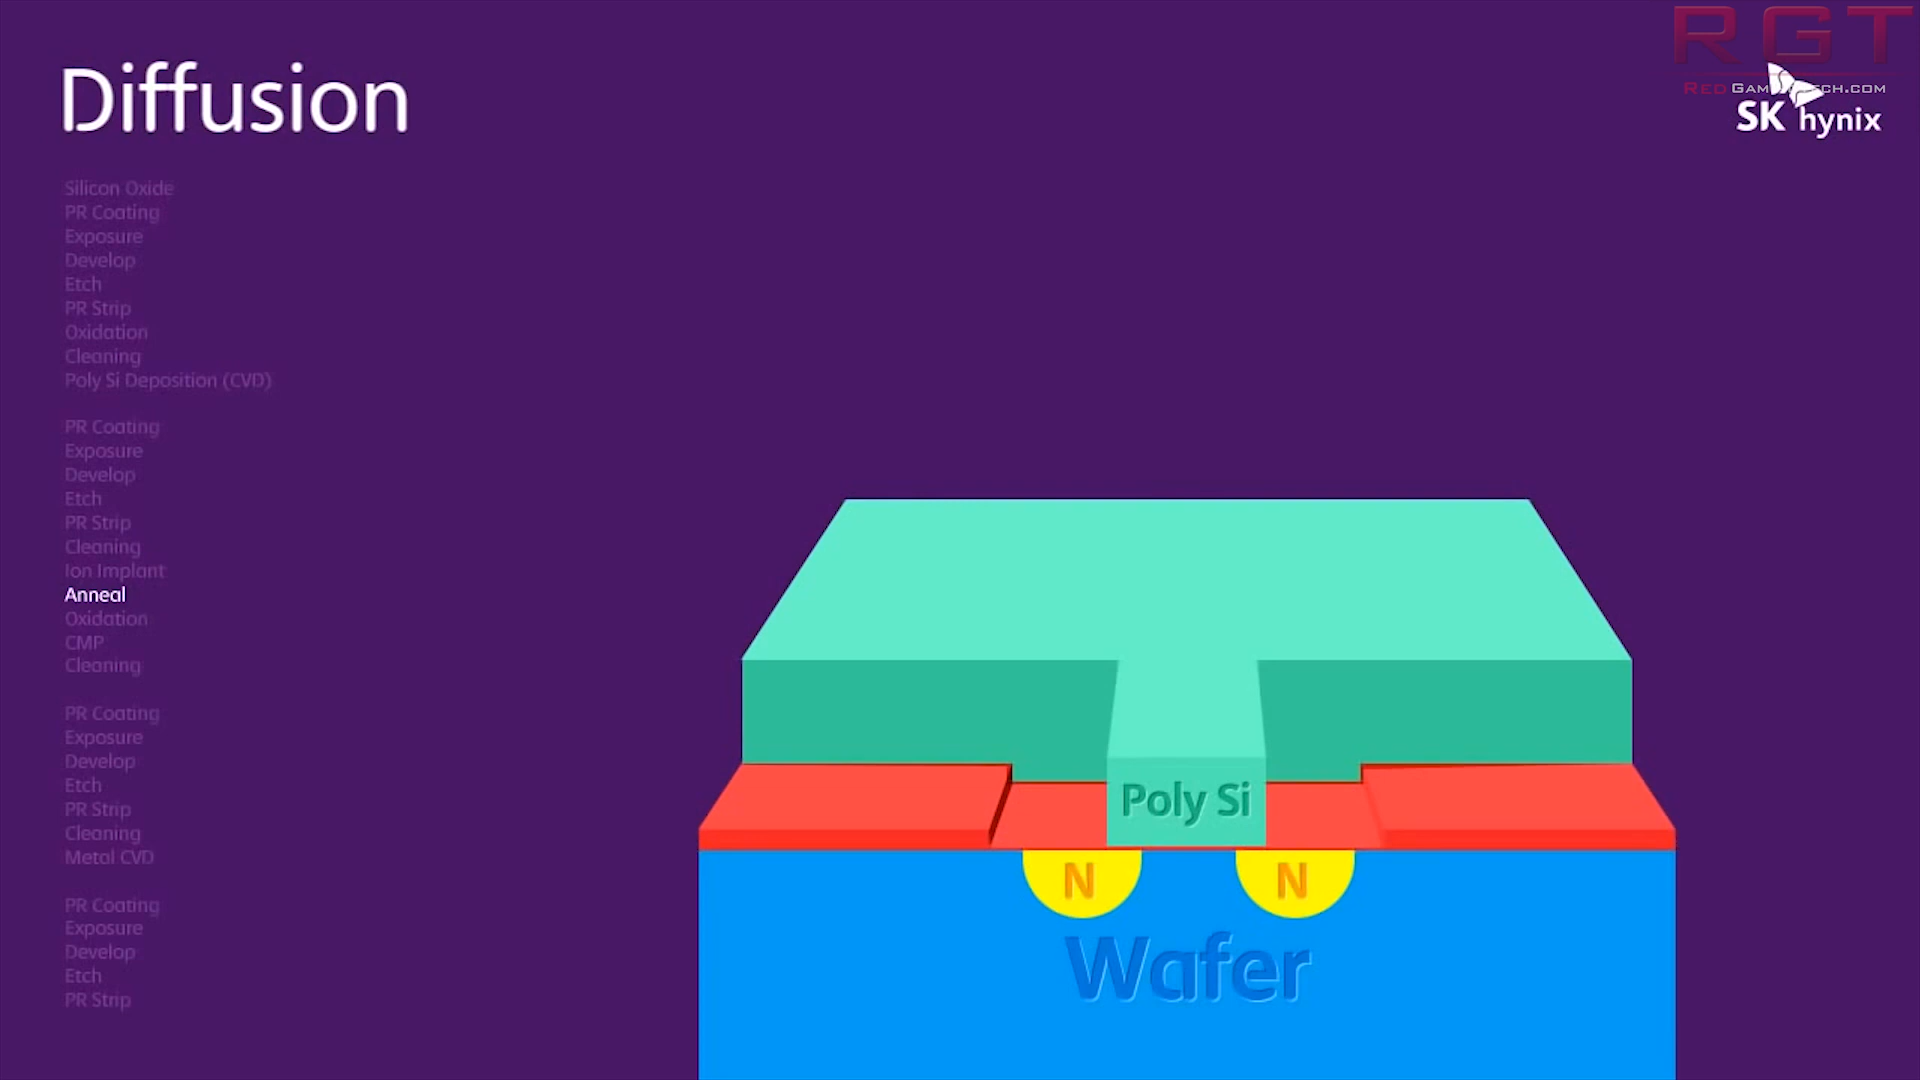 Diffusion
RGT
SK hynix
Silicon Oxide
PR Coating
Exposure
Develop
Etch
PR Strip
Oxidation
Cleaning
Poly Si Deposition (CVD)
PR Coating
Exposure
Develop
Etch
PR Strip
Cleaning
Ion Implant
Anneal
Oxidation
CMP
Cleaning
PR Coating
Exposure
Develop
Etch
PR Strip
Cleaning
Metal CVD
PR Coating
Exposure
Develop
Etch
PR Strip
Poly Si
N N
Wafer